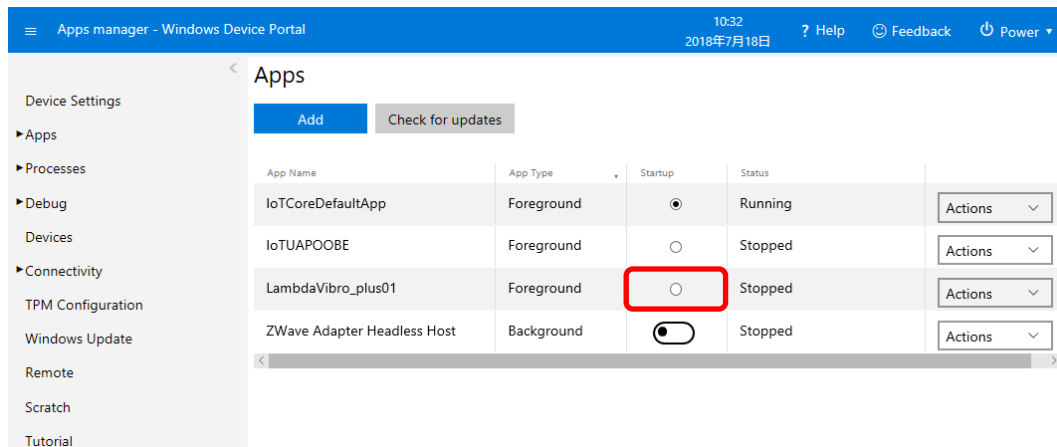 Apps manager - Windows Device Portal
10:32
2018年7月18日
? Help
Feedback
Power
Apps
Device Settings
Add
Check for updates
Apps
Processes
App Name App Type Startup Status
Debug
IoTCoreDefaultApp Foreground Running Actions
Devices
IoTUAPOOBE Foreground Stopped Actions
Connectivity
LambdaVibro_plus01 Foreground Stopped Actions
TPM Configuration
ZWave Adapter Headless Host Background Stopped Actions
Windows Update
Remote
Scratch
Tutorial